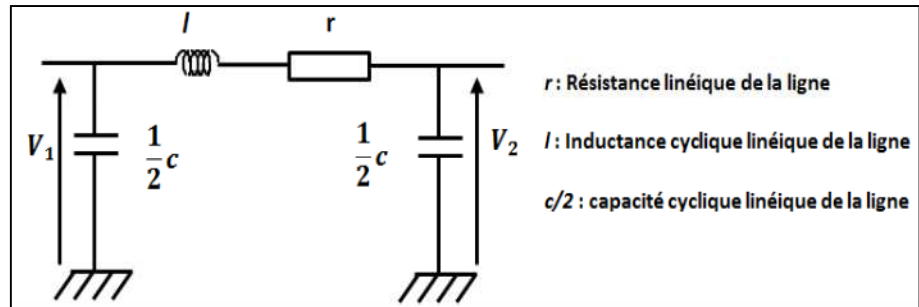 l
r
V₁
1/2 c
1/2 c
V₂
r : Résistance linéique de la ligne
l : Inductance cyclique linéique de la ligne
c/2 : capacité cyclique linéique de la ligne